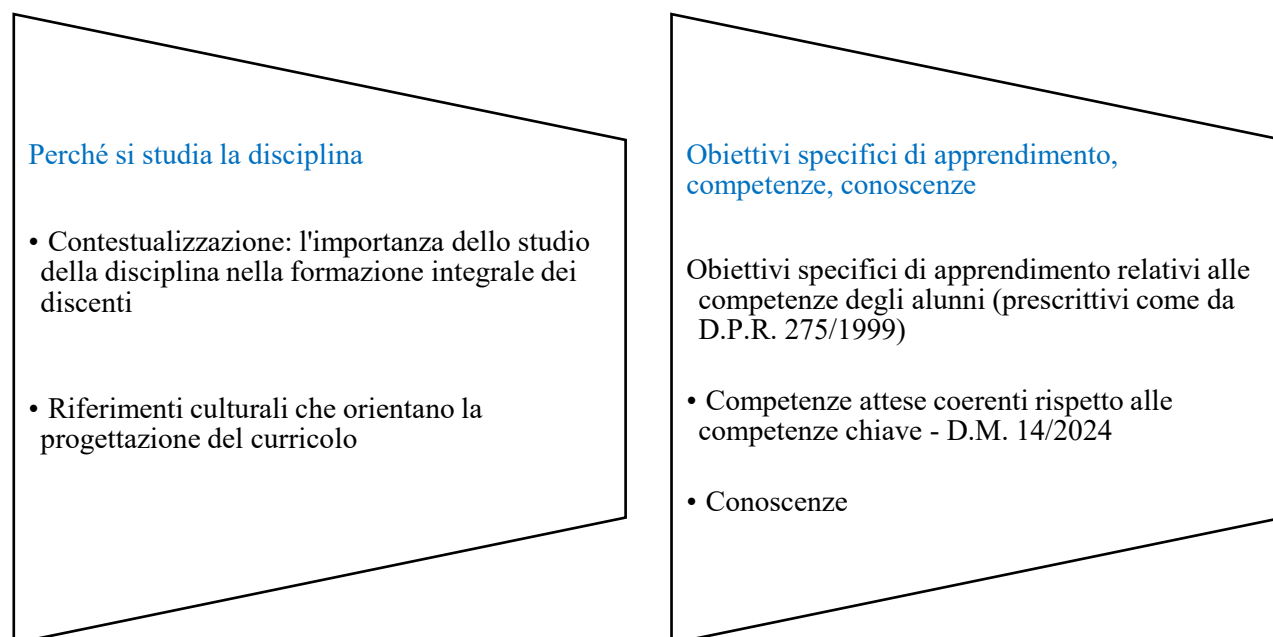 Perché si studia la disciplina
• Contestualizzazione: l'importanza dello studio
della disciplina nella formazione integrale dei
discenti
• Riferimenti culturali che orientano la
progettazione del curricolo
Obiettivi specifici di apprendimento,
competenze, conoscenze
Obiettivi specifici di apprendimento relativi alle
competenze degli alunni (prescrittivi come da
D.P.R. 275/1999)
• Competenze attese coerenti rispetto alle
competenze chiave - D.M. 14/2024
• Conoscenze